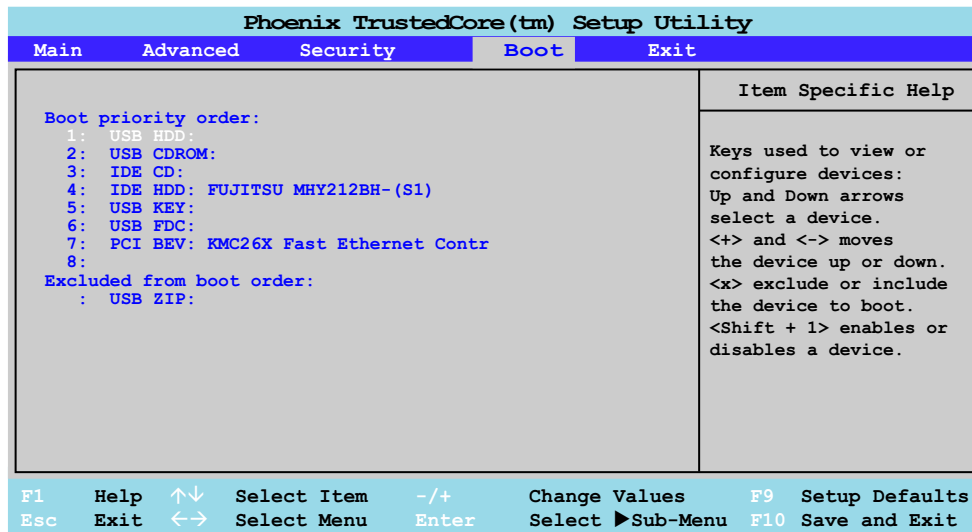 Phoenix TrustedCore(tm) Setup Utility
Main Advanced Security Boot Exit
Boot priority order:
1: USB HDD:
2: USB CDROM:
3: IDE CD:
4: IDE HDD: FUJITSU MHY212BH-(S1)
5: USB KEY:
6: USB FDC:
7: PCI BEV: KMC26X Fast Ethernet Contr
8:
Excluded from boot order:
: USB ZIP:
Item Specific Help
Keys used to view or
configure devices:
Up and Down arrows
select a device.
<+> and <-> moves
the device up or down.
<x> exclude or include
the device to boot.
<Shift + 1> enables or
disables a device.
F1 Help ↑↓ Select Item -/+ Change Values F9 Setup Defaults
Esc Exit ←→ Select Menu Enter Select ▶Sub-Menu F10 Save and Exit